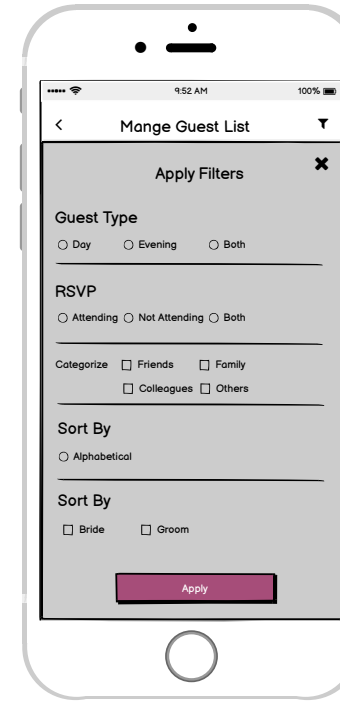 9:52 AM 100%
Mange Guest List
Apply Filters
Guest Type
Day Evening Both
RSVP
Attending Not Attending Both
Categorize Friends Family
Colleagues Others
Sort By
Alphabetical
Sort By
Bride Groom
Apply